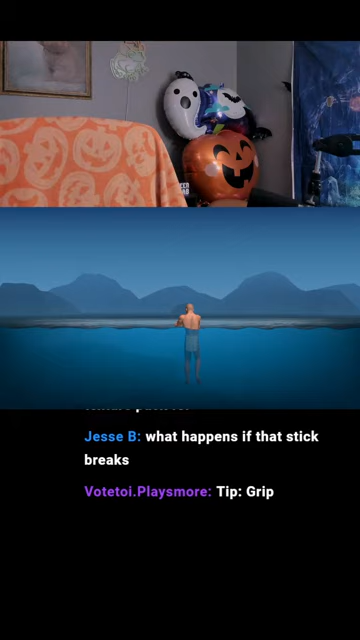 Jesse B: what happens if that stick
breaks
Votetoi.Playsmore: Tip: Grip